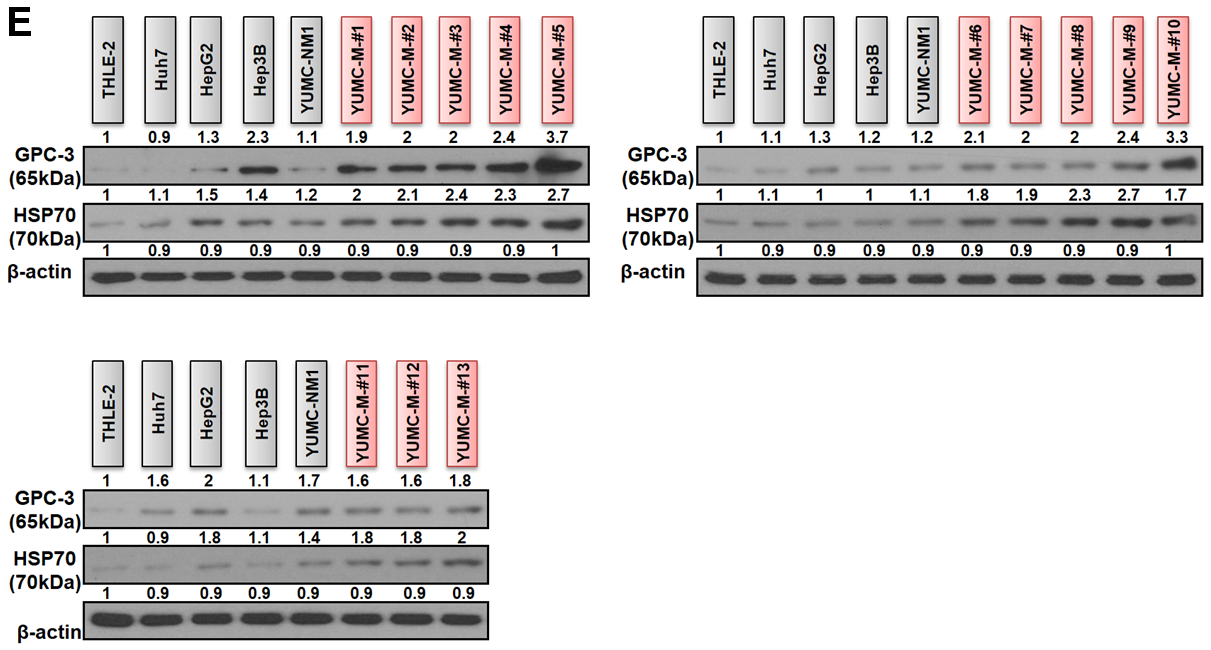 E
THLE-2 Huh7 HepG2 Hep3B YUMC-NM1 YUMC-M-#1 YUMC-M-#2 YUMC-M-#3 YUMC-M-#4 YUMC-M-#5
1 0.9 1.3 2.3 1.1 1.9 2 2 2.4 3.7
GPC-3
(65kDa)
1 1.1 1.5 1.4 1.2 2 2.1 2.4 2.3 2.7
HSP70
(70kDa)
1 0.9 0.9 0.9 0.9 0.9 0.9 0.9 0.9 1
β-actin
THLE-2 Huh7 HepG2 Hep3B YUMC-NM1 YUMC-M-#6 YUMC-M-#7 YUMC-M-#8 YUMC-M-#9 YUMC-M-#10
1 1.1 1.3 1.2 1.2 2.1 2 2 2.4 3.3
GPC-3
(65kDa)
1 1.1 1 1 1.1 1.8 1.9 2.3 2.7 1.7
HSP70
(70kDa)
1 0.9 0.9 0.9 0.9 0.9 0.9 0.9 0.9 1
β-actin
THLE-2 Huh7 HepG2 Hep3B YUMC-NM1 YUMC-M-#11 YUMC-M-#12 YUMC-M-#13
1 1.6 2 1.1 1.7 1.6 1.6 1.8
GPC-3
(65kDa)
1 0.9 1.8 1.1 1.4 1.8 1.8 2
HSP70
(70kDa)
1 0.9 0.9 0.9 0.9 0.9 0.9 0.9
β-actin